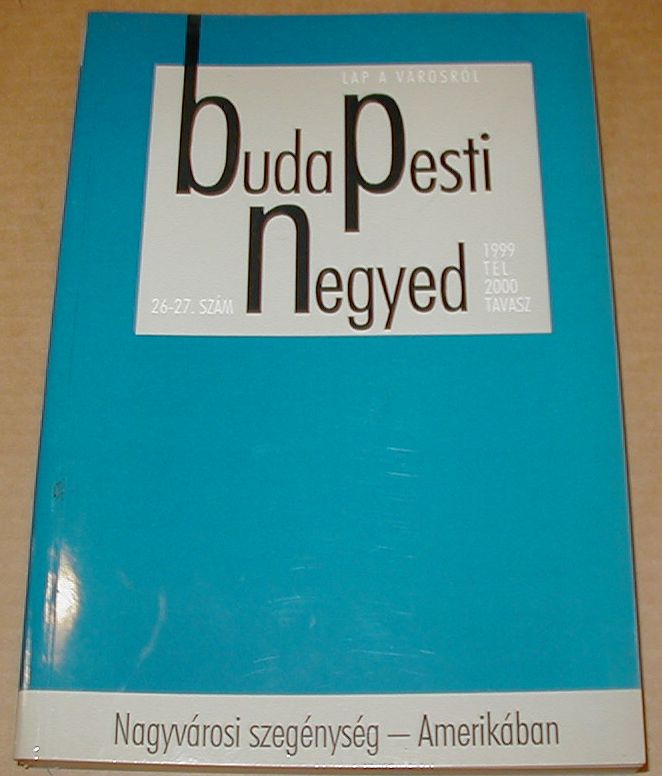 LAP A VÁROSRÓL
budapesti
negyed
26-27. SZÁM
1999
TÉL
2000
TAVASZ
Nagyvárosi szegénység – Amerikában